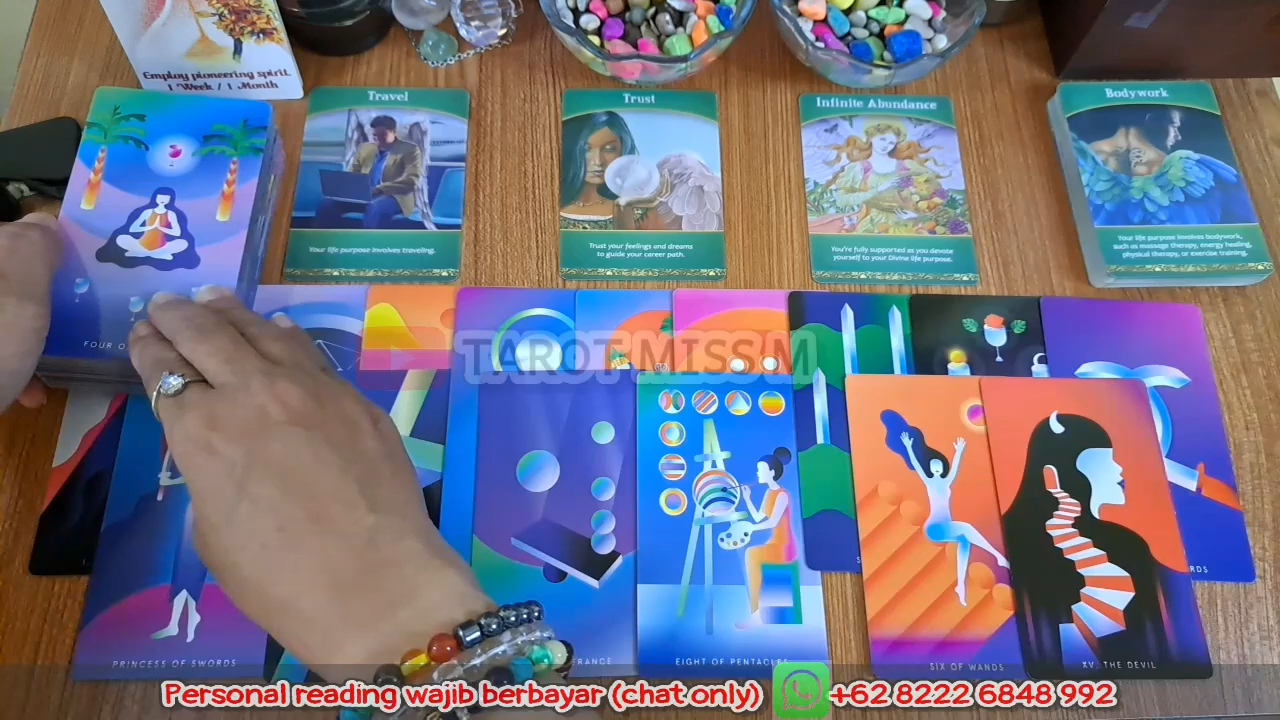 Employ pioneering spirit.
1 Week / 1 Month
Travel
Your life purpose involves traveling.
Trust
Trust your feelings and dreams
to guide your career path.
Infinite Abundance
You're fully supported as you devote
yourself to your Divine life purpose.
Bodywork
Your life purpose involves bodywork,
such as massage therapy, energy healing,
physical therapy, or exercise training.
FOUR
TAROT MISS M
PRINCESS OF SWORDS
EIGHT OF PENTACLES
SIX OF WANDS
XV. THE DEVIL
Personal reading wajib berbayar (chat only) +62 8222 6848 992